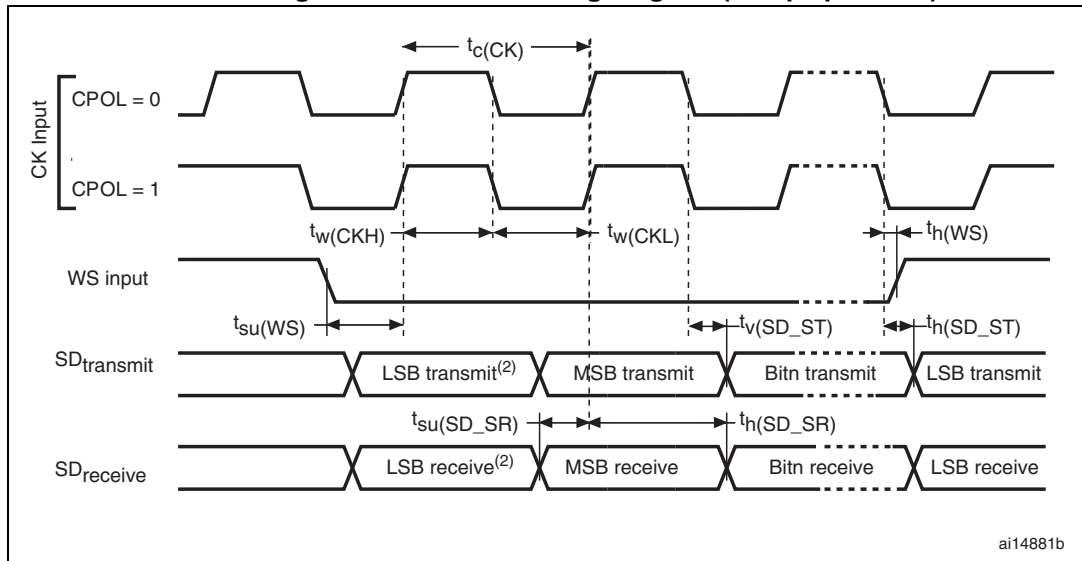 tc(CK)
CK Input
CPOL = 0
CPOL = 1
tw(CKH)
tw(CKL)
th(WS)
WS input
tsu(WS)
tv(SD_ST)
th(SD_ST)
SDtransmit
LSB transmit(2)
MSB transmit
Bitn transmit
LSB transmit
tsu(SD_SR)
th(SD_SR)
SDreceive
LSB receive(2)
MSB receive
Bitn receive
LSB receive
ai14881b